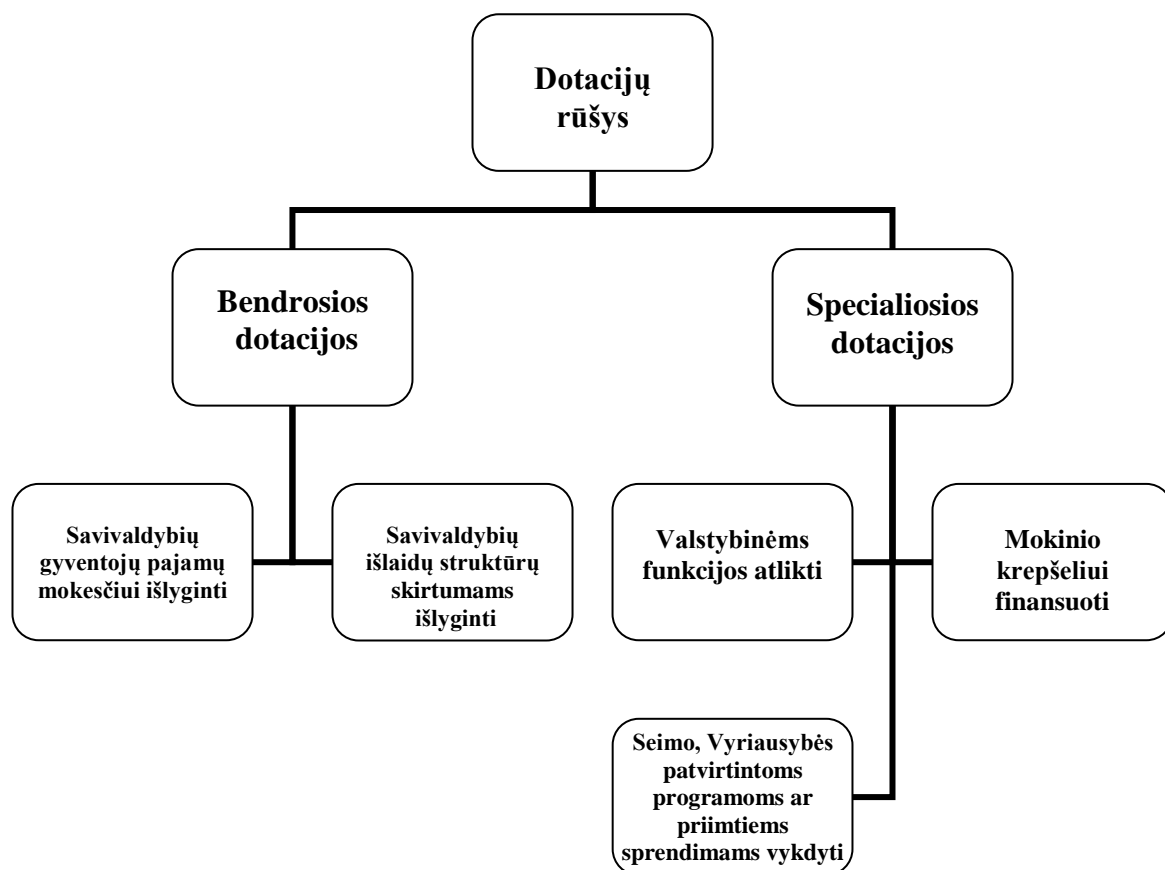 Dotacijų
rūšys
Bendrosios
dotacijos
Specialiosios
dotacijos
Savivaldybių
gyventojų pajamų
mokesčiui išlyginti
Savivaldybių
išlaidų struktūrų
skirtumams
išlyginti
Valstybinėms
funkcijos atlikti
Mokinio
krepšeliui
finansuoti
Seimo, Vyriausybės
patvirtintoms
programoms ar
priimtiems
sprendimams vykdyti